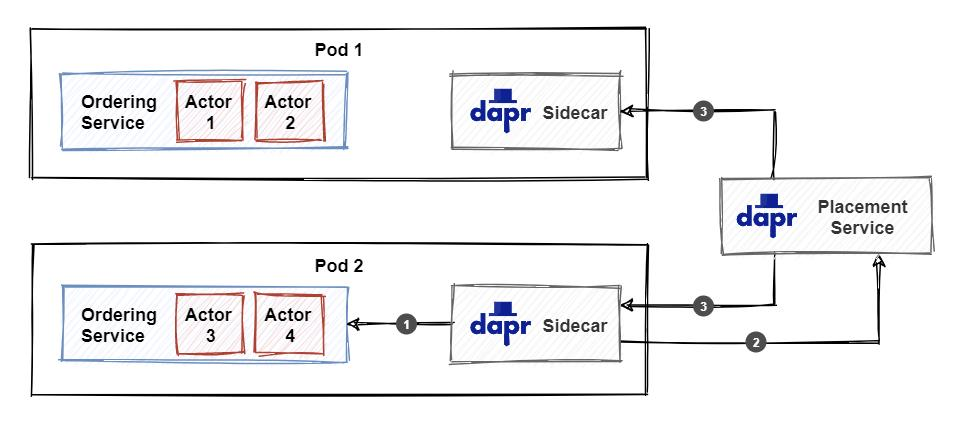 Pod 1
Ordering
Service
Actor
1
Actor
2
dapr Sidecar
3
dapr Placement
Service
Pod 2
Ordering
Service
Actor
3
Actor
4
1
dapr Sidecar
3
2